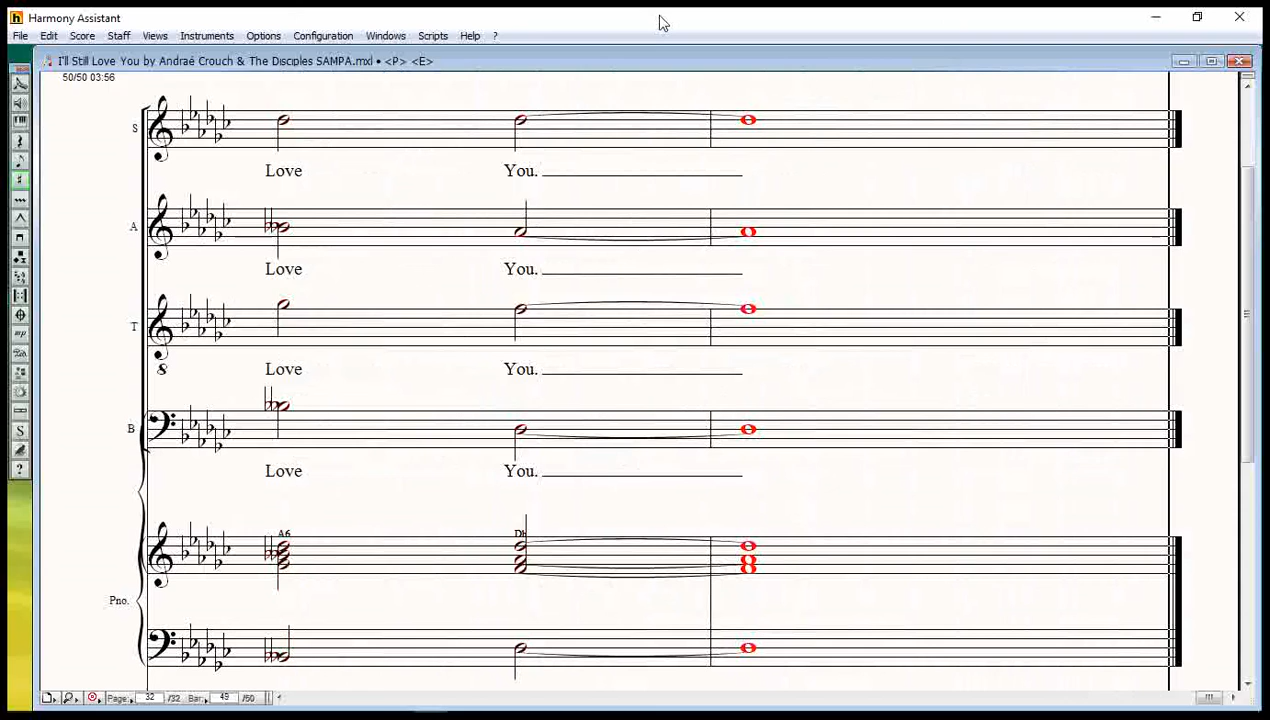 Harmony Assistant
File Edit Score Staff Views Instruments Options Configuration Windows Scripts Help ?
I'll Still Love You by Andraé Crouch & The Disciples SAMPA.mxl • <P> <E>
50/50 03:56
S
Love You.
A
Love You.
T
8
Love You.
B
Love You.
A6 Db
Pno.
Page: 32 /32 Bar: 49 /50